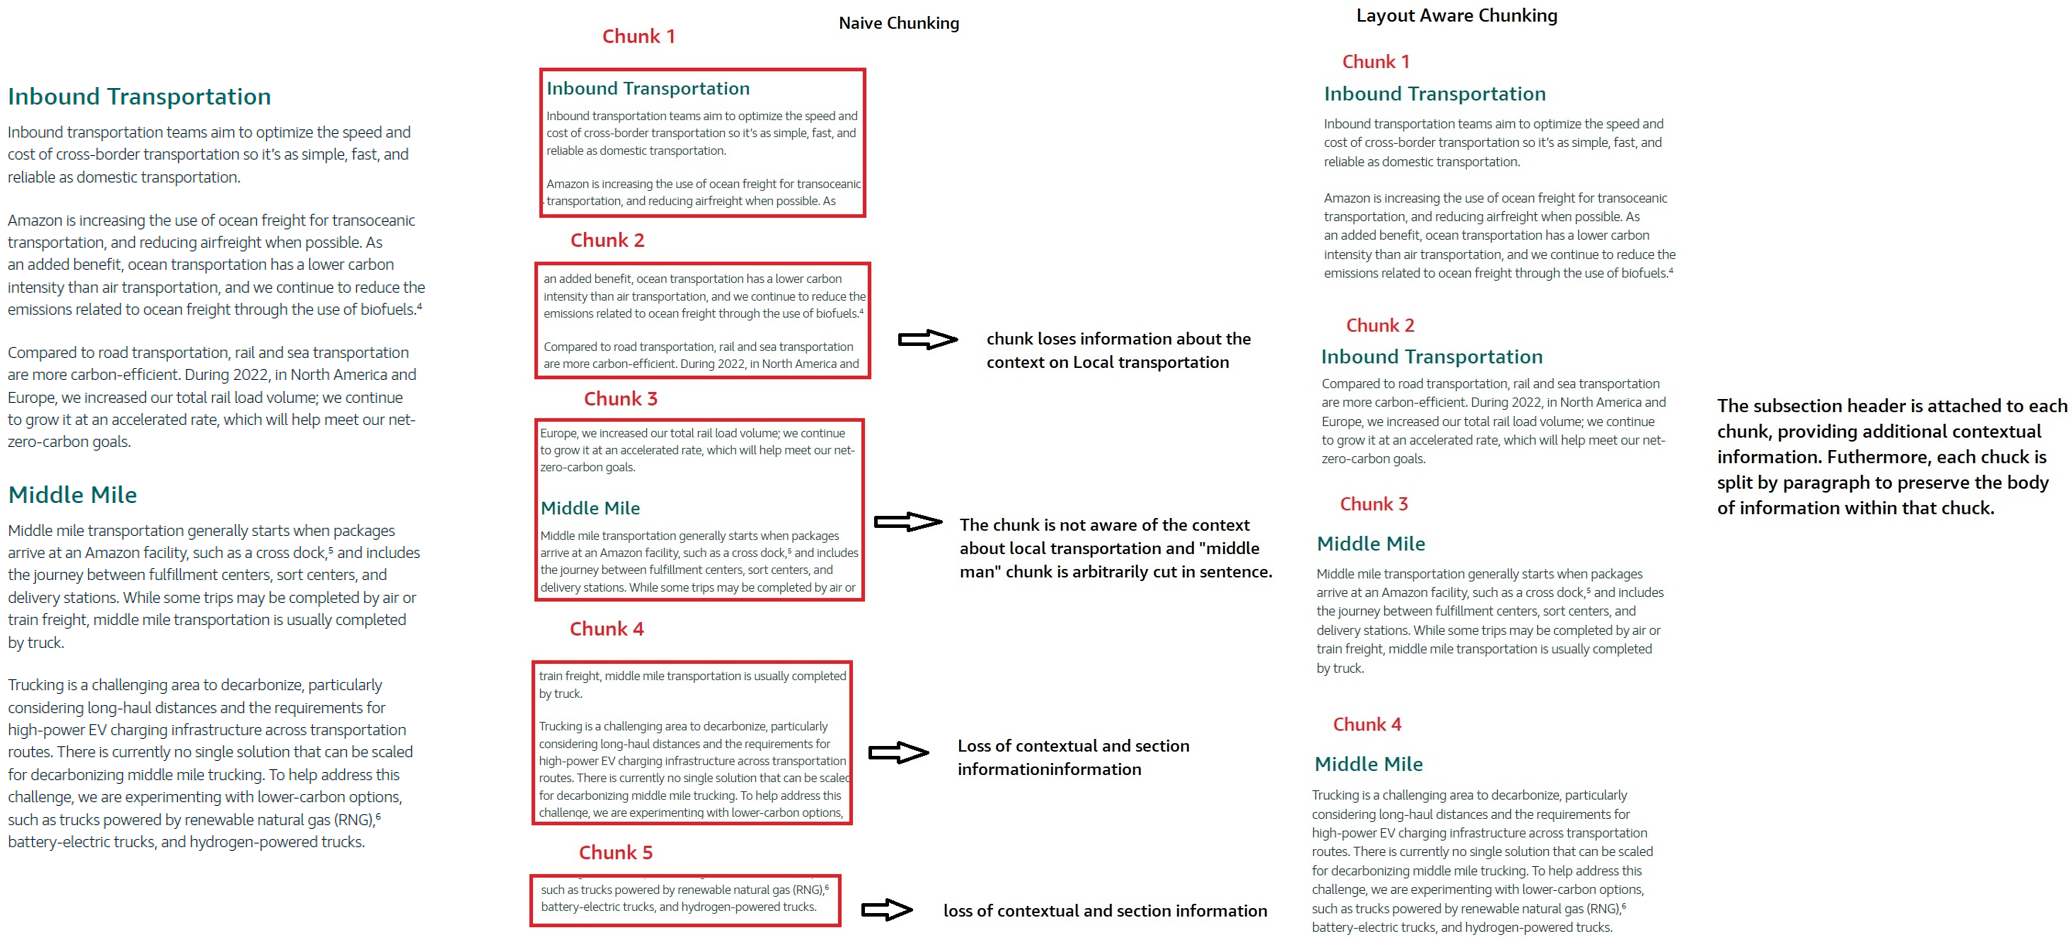 Inbound Transportation
Inbound transportation teams aim to optimize the speed and
cost of cross-border transportation so it's as simple, fast, and
reliable as domestic transportation.
Amazon is increasing the use of ocean freight for transoceanic
transportation, and reducing airfreight when possible. As
an added benefit, ocean transportation has a lower carbon
intensity than air transportation, and we continue to reduce the
emissions related to ocean freight through the use of biofuels.⁴
Compared to road transportation, rail and sea transportation
are more carbon-efficient. During 2022, in North America and
Europe, we increased our total rail load volume; we continue
to grow it at an accelerated rate, which will help meet our net-
zero-carbon goals.
Middle Mile
Middle mile transportation generally starts when packages
arrive at an Amazon facility, such as a cross dock,⁵ and includes
the journey between fulfillment centers, sort centers, and
delivery stations. While some trips may be completed by air or
train freight, middle mile transportation is usually completed
by truck.
Trucking is a challenging area to decarbonize, particularly
considering long-haul distances and the requirements for
high-power EV charging infrastructure across transportation
routes. There is currently no single solution that can be scaled
for decarbonizing middle mile trucking. To help address this
challenge, we are experimenting with lower-carbon options,
such as trucks powered by renewable natural gas (RNG),⁶
battery-electric trucks, and hydrogen-powered trucks.
Naive Chunking
Chunk 1
Inbound Transportation
Inbound transportation teams aim to optimize the speed and
cost of cross-border transportation so it's as simple, fast, and
reliable as domestic transportation.
Amazon is increasing the use of ocean freight for transoceanic
transportation, and reducing airfreight when possible. As
Chunk 2
an added benefit, ocean transportation has a lower carbon
intensity than air transportation, and we continue to reduce the
emissions related to ocean freight through the use of biofuels.⁴
Compared to road transportation, rail and sea transportation
are more carbon-efficient. During 2022, in North America and
chunk loses information about the
context on Local transportation
Chunk 3
Europe, we increased our total rail load volume; we continue
to grow it at an accelerated rate, which will help meet our net-
zero-carbon goals.
Middle Mile
Middle mile transportation generally starts when packages
arrive at an Amazon facility, such as a cross dock,⁵ and includes
the journey between fulfillment centers, sort centers, and
delivery stations. While some trips may be completed by air or
The chunk is not aware of the context
about local transportation and "middle
man" chunk is arbitrarily cut in sentence.
Chunk 4
train freight, middle mile transportation is usually completed
by truck.
Trucking is a challenging area to decarbonize, particularly
considering long-haul distances and the requirements for
high-power EV charging infrastructure across transportation
routes. There is currently no single solution that can be scaled
for decarbonizing middle mile trucking. To help address this
challenge, we are experimenting with lower-carbon options,
Loss of contextual and section
informationinformation
Chunk 5
such as trucks powered by renewable natural gas (RNG),⁶
battery-electric trucks, and hydrogen-powered trucks.
loss of contextual and section information
Layout Aware Chunking
Chunk 1
Inbound Transportation
Inbound transportation teams aim to optimize the speed and
cost of cross-border transportation so it's as simple, fast, and
reliable as domestic transportation.
Amazon is increasing the use of ocean freight for transoceanic
transportation, and reducing airfreight when possible. As
an added benefit, ocean transportation has a lower carbon
intensity than air transportation, and we continue to reduce the
emissions related to ocean freight through the use of biofuels.⁴
Chunk 2
Inbound Transportation
Compared to road transportation, rail and sea transportation
are more carbon-efficient. During 2022, in North America and
Europe, we increased our total rail load volume; we continue
to grow it at an accelerated rate, which will help meet our net-
zero-carbon goals.
Chunk 3
Middle Mile
Middle mile transportation generally starts when packages
arrive at an Amazon facility, such as a cross dock,⁵ and includes
the journey between fulfillment centers, sort centers, and
delivery stations. While some trips may be completed by air or
train freight, middle mile transportation is usually completed
by truck.
Chunk 4
Middle Mile
Trucking is a challenging area to decarbonize, particularly
considering long-haul distances and the requirements for
high-power EV charging infrastructure across transportation
routes. There is currently no single solution that can be scaled
for decarbonizing middle mile trucking. To help address this
challenge, we are experimenting with lower-carbon options,
such as trucks powered by renewable natural gas (RNG),⁶
battery-electric trucks, and hydrogen-powered trucks.
The subsection header is attached to each
chunk, providing additional contextual
information. Futhermore, each chuck is
split by paragraph to preserve the body
of information within that chuck.